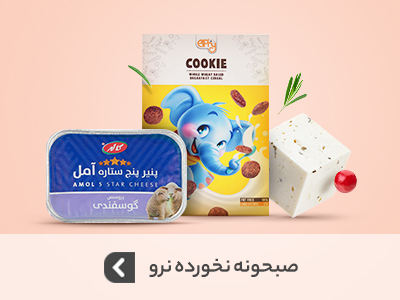 COOKIE
WHOLE WHEAT BASED
BREAKFAST CEREAL
کاله
پنیر پنج ستاره آمل
AMOL 5 STAR CHEESE
گوسفندی
صبحونه نخورده نرو